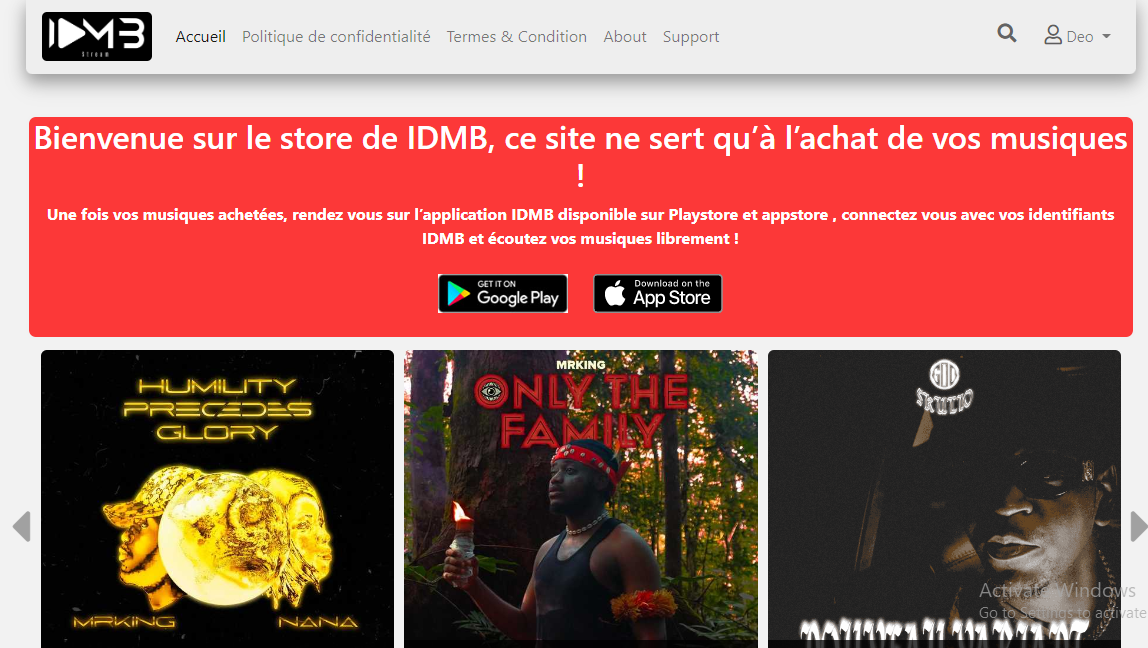 IDMB
Stream
Accueil Politique de confidentialité Termes & Condition About Support
Deo
Bienvenue sur le store de IDMB, ce site ne sert qu’à l’achat de vos musiques
!
Une fois vos musiques achetées, rendez vous sur l’application IDMB disponible sur Playstore et appstore , connectez vous avec vos identifiants
IDMB et écoutez vos musiques librement !
GET IT ON
Google Play
Download on the
App Store
HUMILITY
PRECEDES
GLORY
MRKING NANA
MRKING
ONLY THE
FAMILY
SKULIO
Activate Windows
Go to Settings to activate